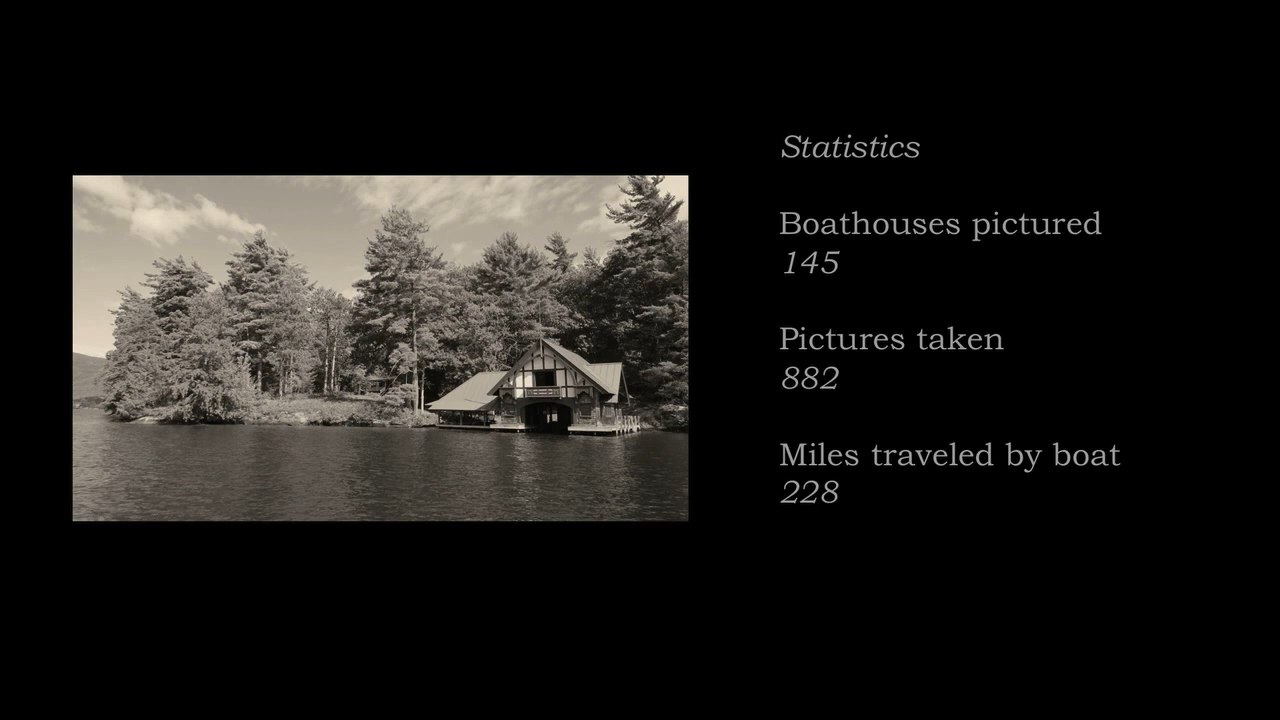 Statistics
Boathouses pictured
145
Pictures taken
882
Miles traveled by boat
228